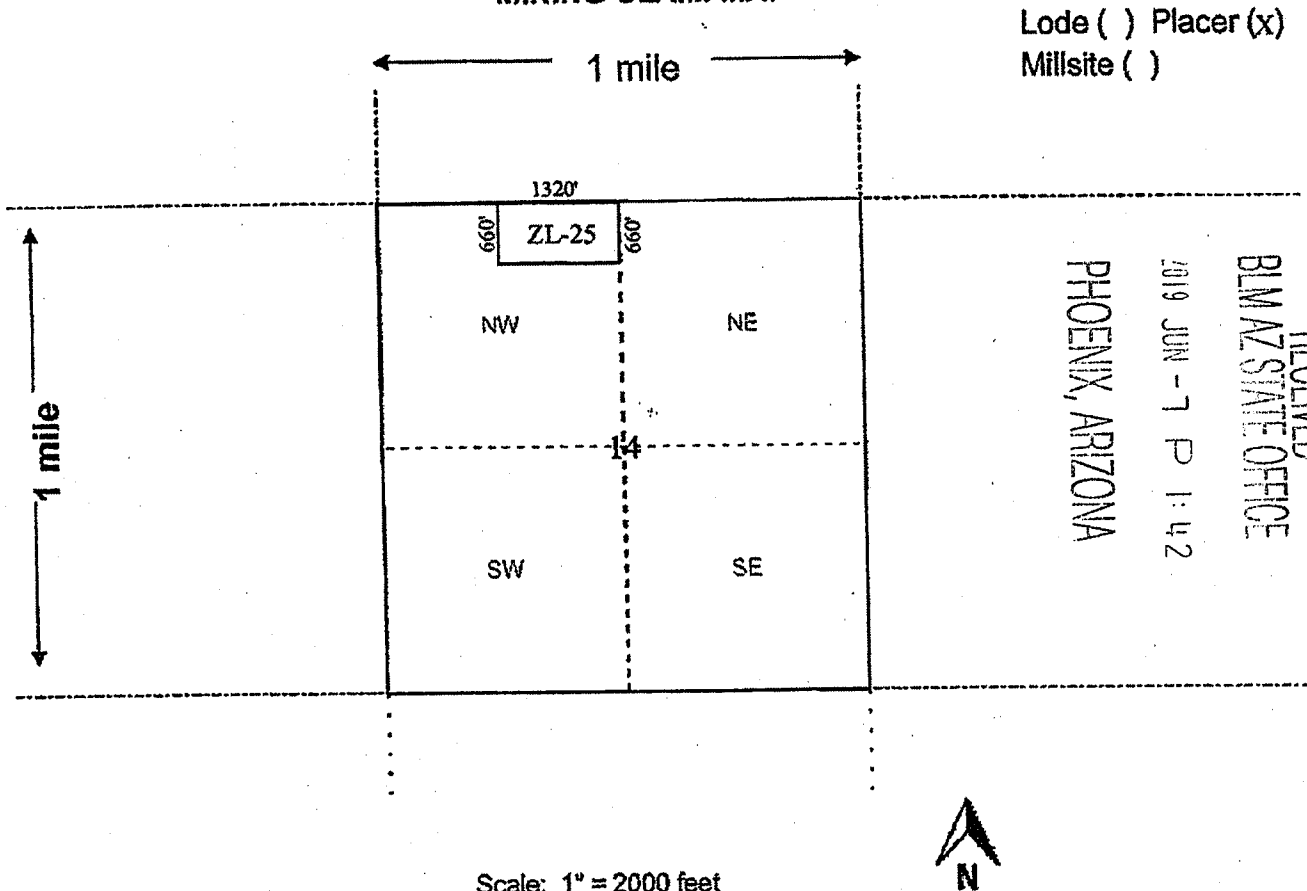 Lode ( ) Placer (x)
Millsite ( )
1 mile
1320'
660'
ZL-25
660'
NW
NE
1 mile
14
SW
SE
BLM AZ STATE OFFICE
2019 JUN -7 P 1:42
PHOENIX, ARIZONA
N
Scale: 1" = 2000 feet